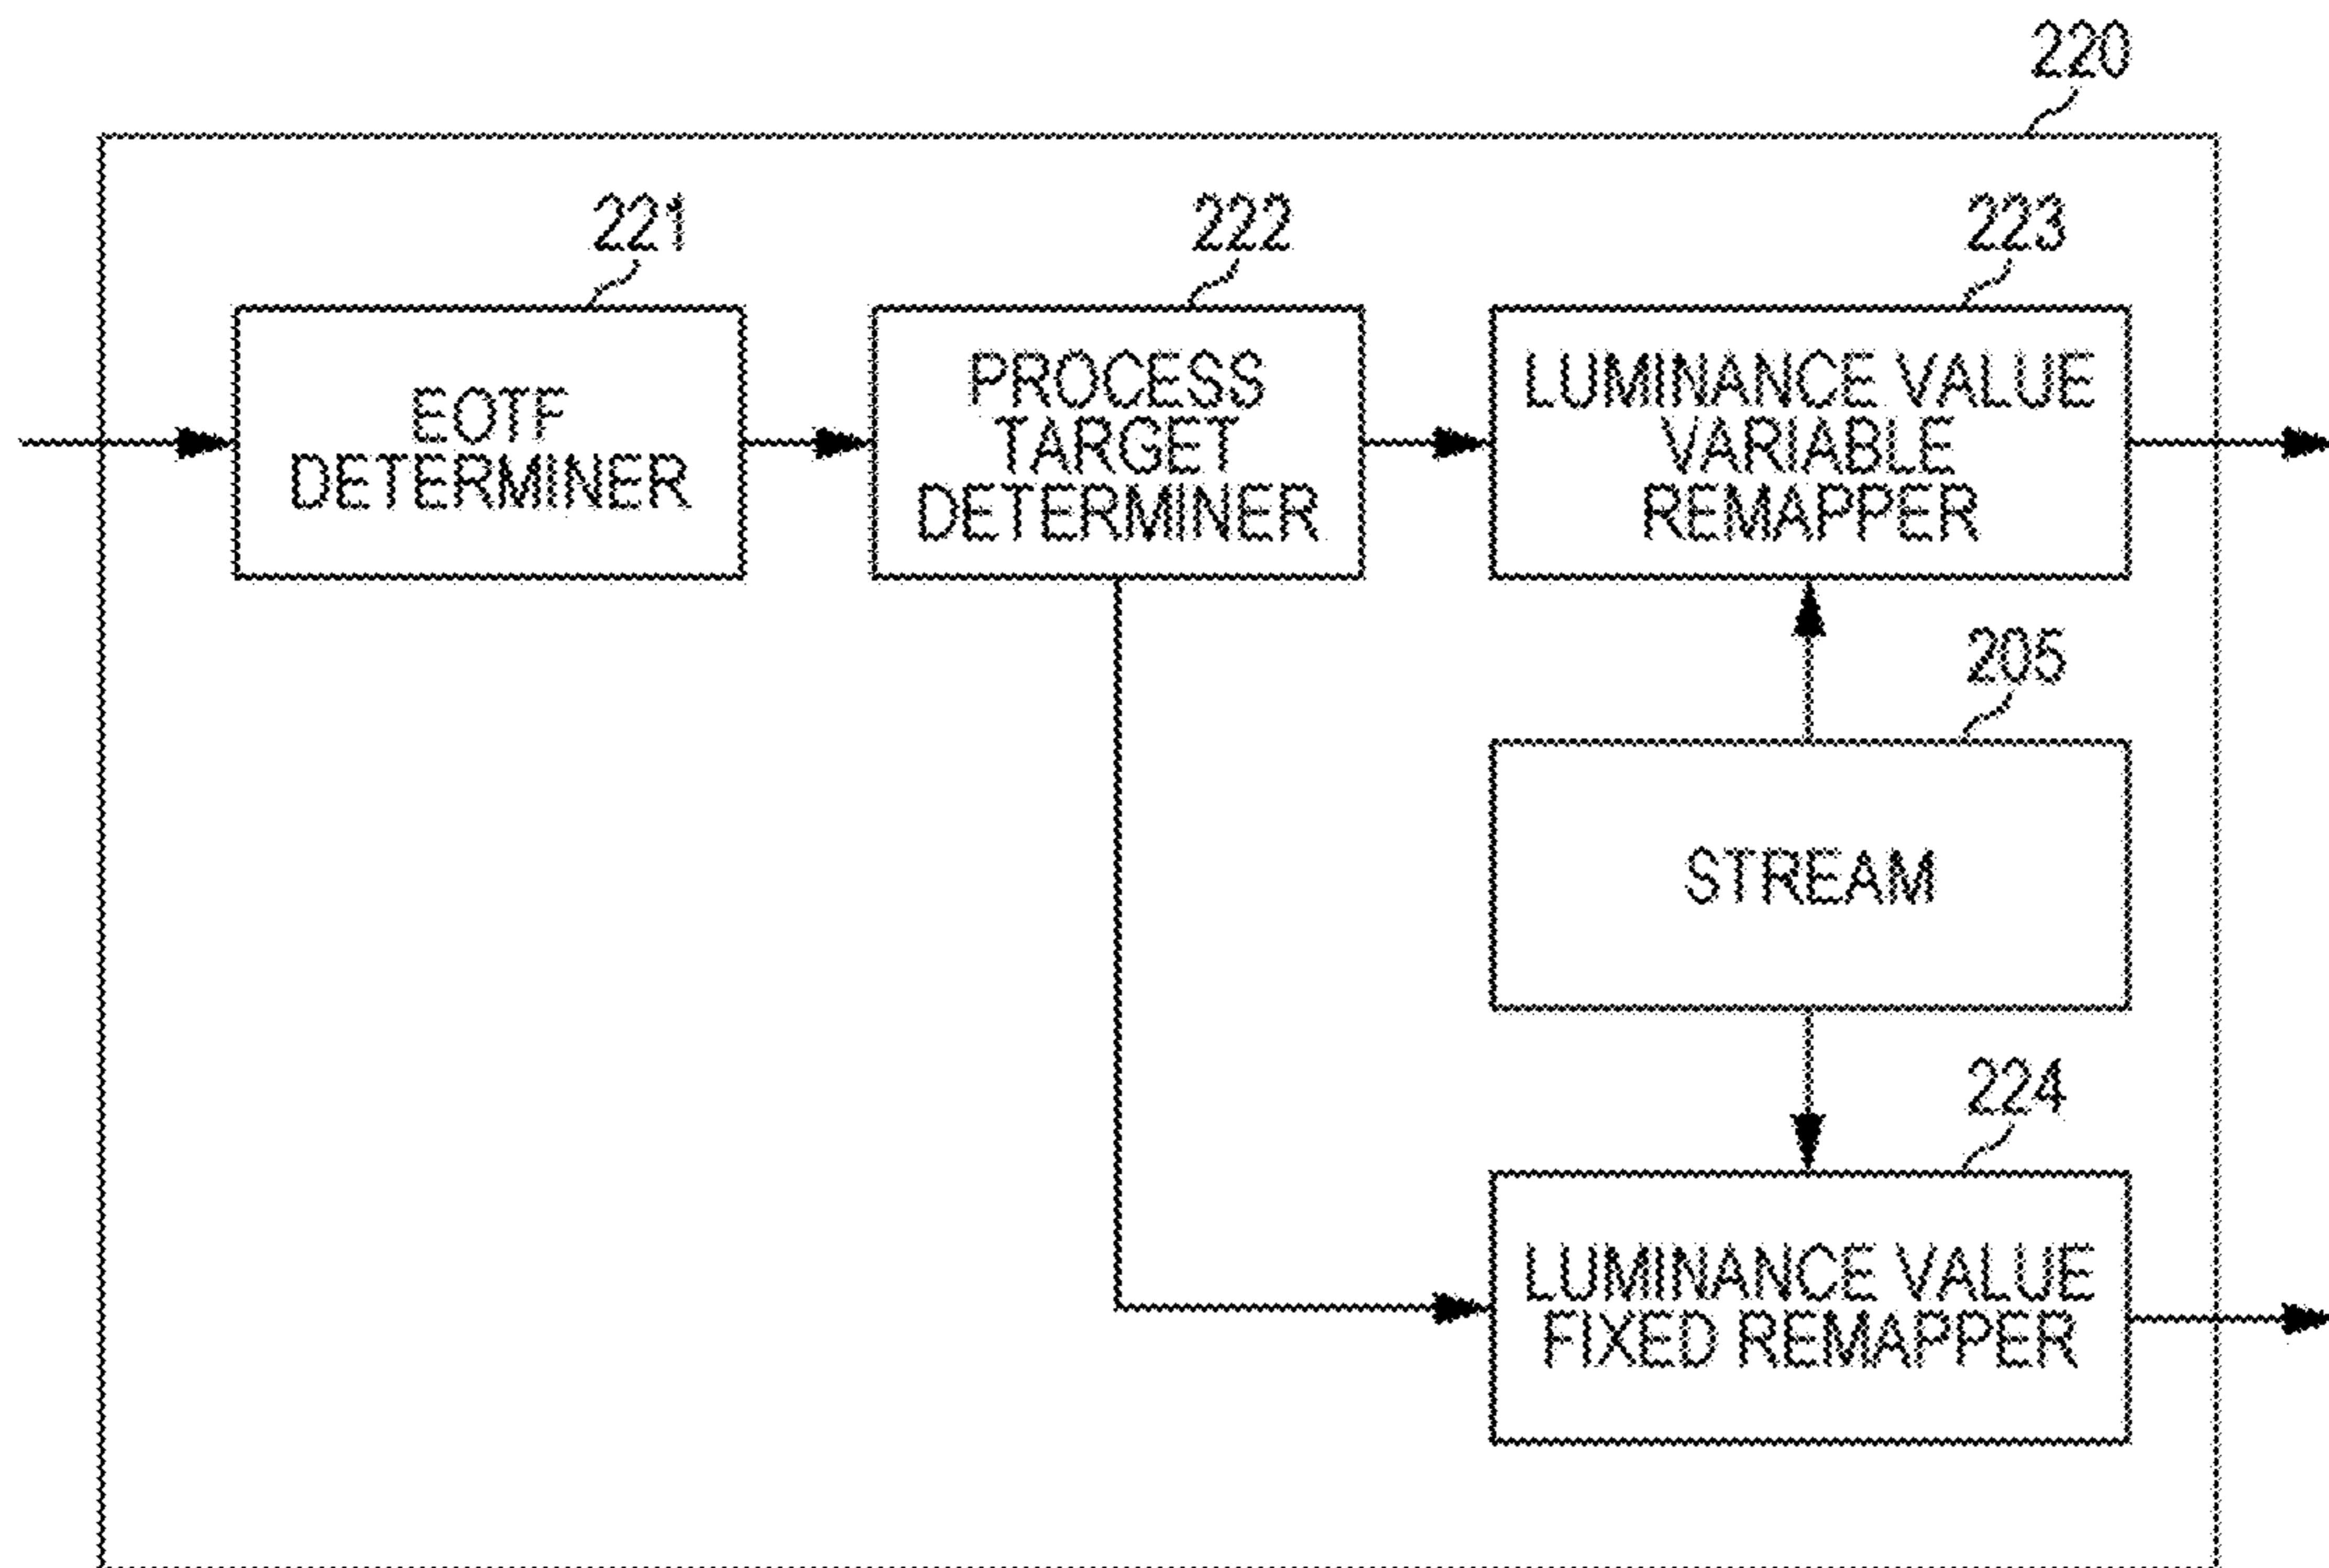 220
221
222
223
EOTF
DETERMINER
PROCESS
TARGET
DETERMINER
LUMINANCE VALUE
VARIABLE
REMAPPER
205
STREAM
224
LUMINANCE VALUE
FIXED REMAPPER